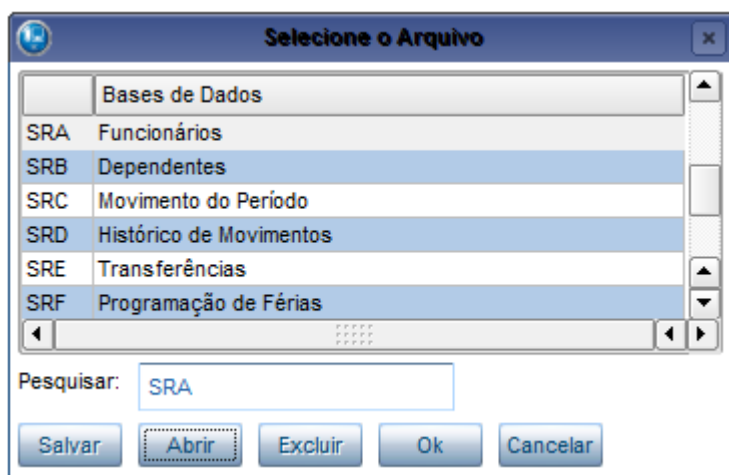 Selecione o Arquivo
Bases de Dados
SRA Funcionários
SRB Dependentes
SRC Movimento do Período
SRD Histórico de Movimentos
SRE Transferências
SRF Programação de Férias
Pesquisar: SRA
Salvar Abrir Excluir Ok Cancelar